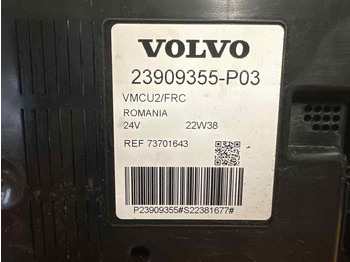 VOLVO
23909355-P03
VMCU2/FRC
ROMANIA
24V 22W38
REF 73701643
P23909355#S22381677#